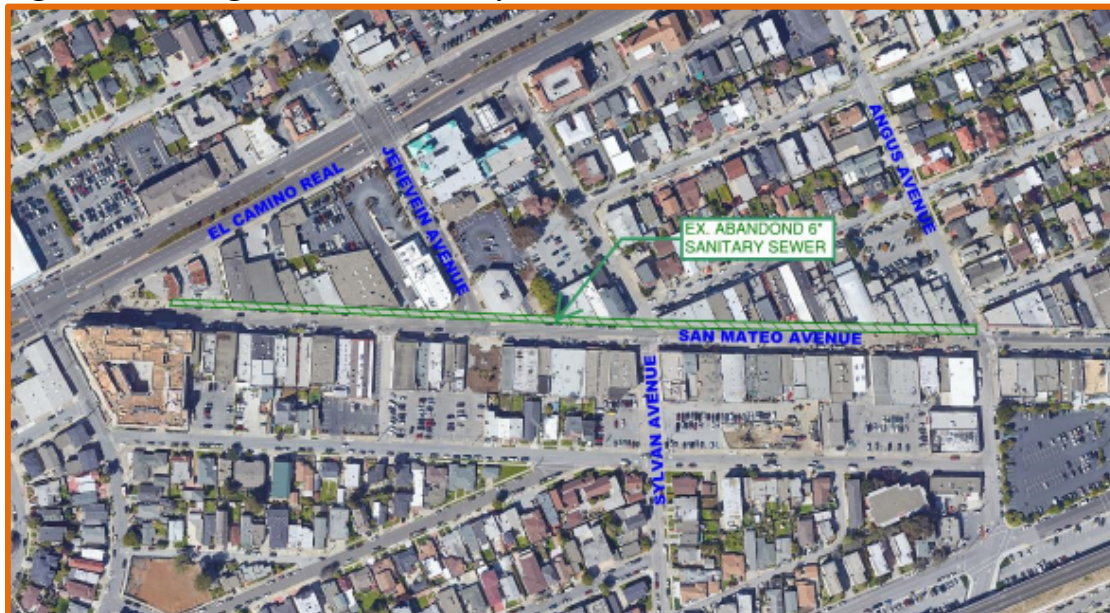 EL CAMINO REAL
JENEVEIN AVENUE
ANGUS AVENUE
EX. ABANDOND 6"
SANITARY SEWER
SAN MATEO AVENUE
SYLVAN AVENUE